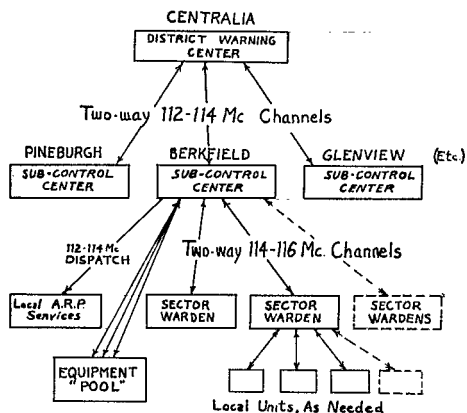 CENTRALIA
DISTRICT WARNING
CENTER
Two-way 112-114 Mc Channels
PINEBURGH
BERKFIELD
GLENVIEW
(Etc.)
SUB-CONTROL
CENTER
SUB-CONTROL
CENTER
SUB-CONTROL
CENTER
112-114 Mc
DISPATCH
Two-way 114-116 Mc. Channels
Local A.R.P.
Services
SECTOR
WARDEN
SECTOR
WARDEN
SECTOR
WARDENS
EQUIPMENT
"POOL"
Local Units, As Needed